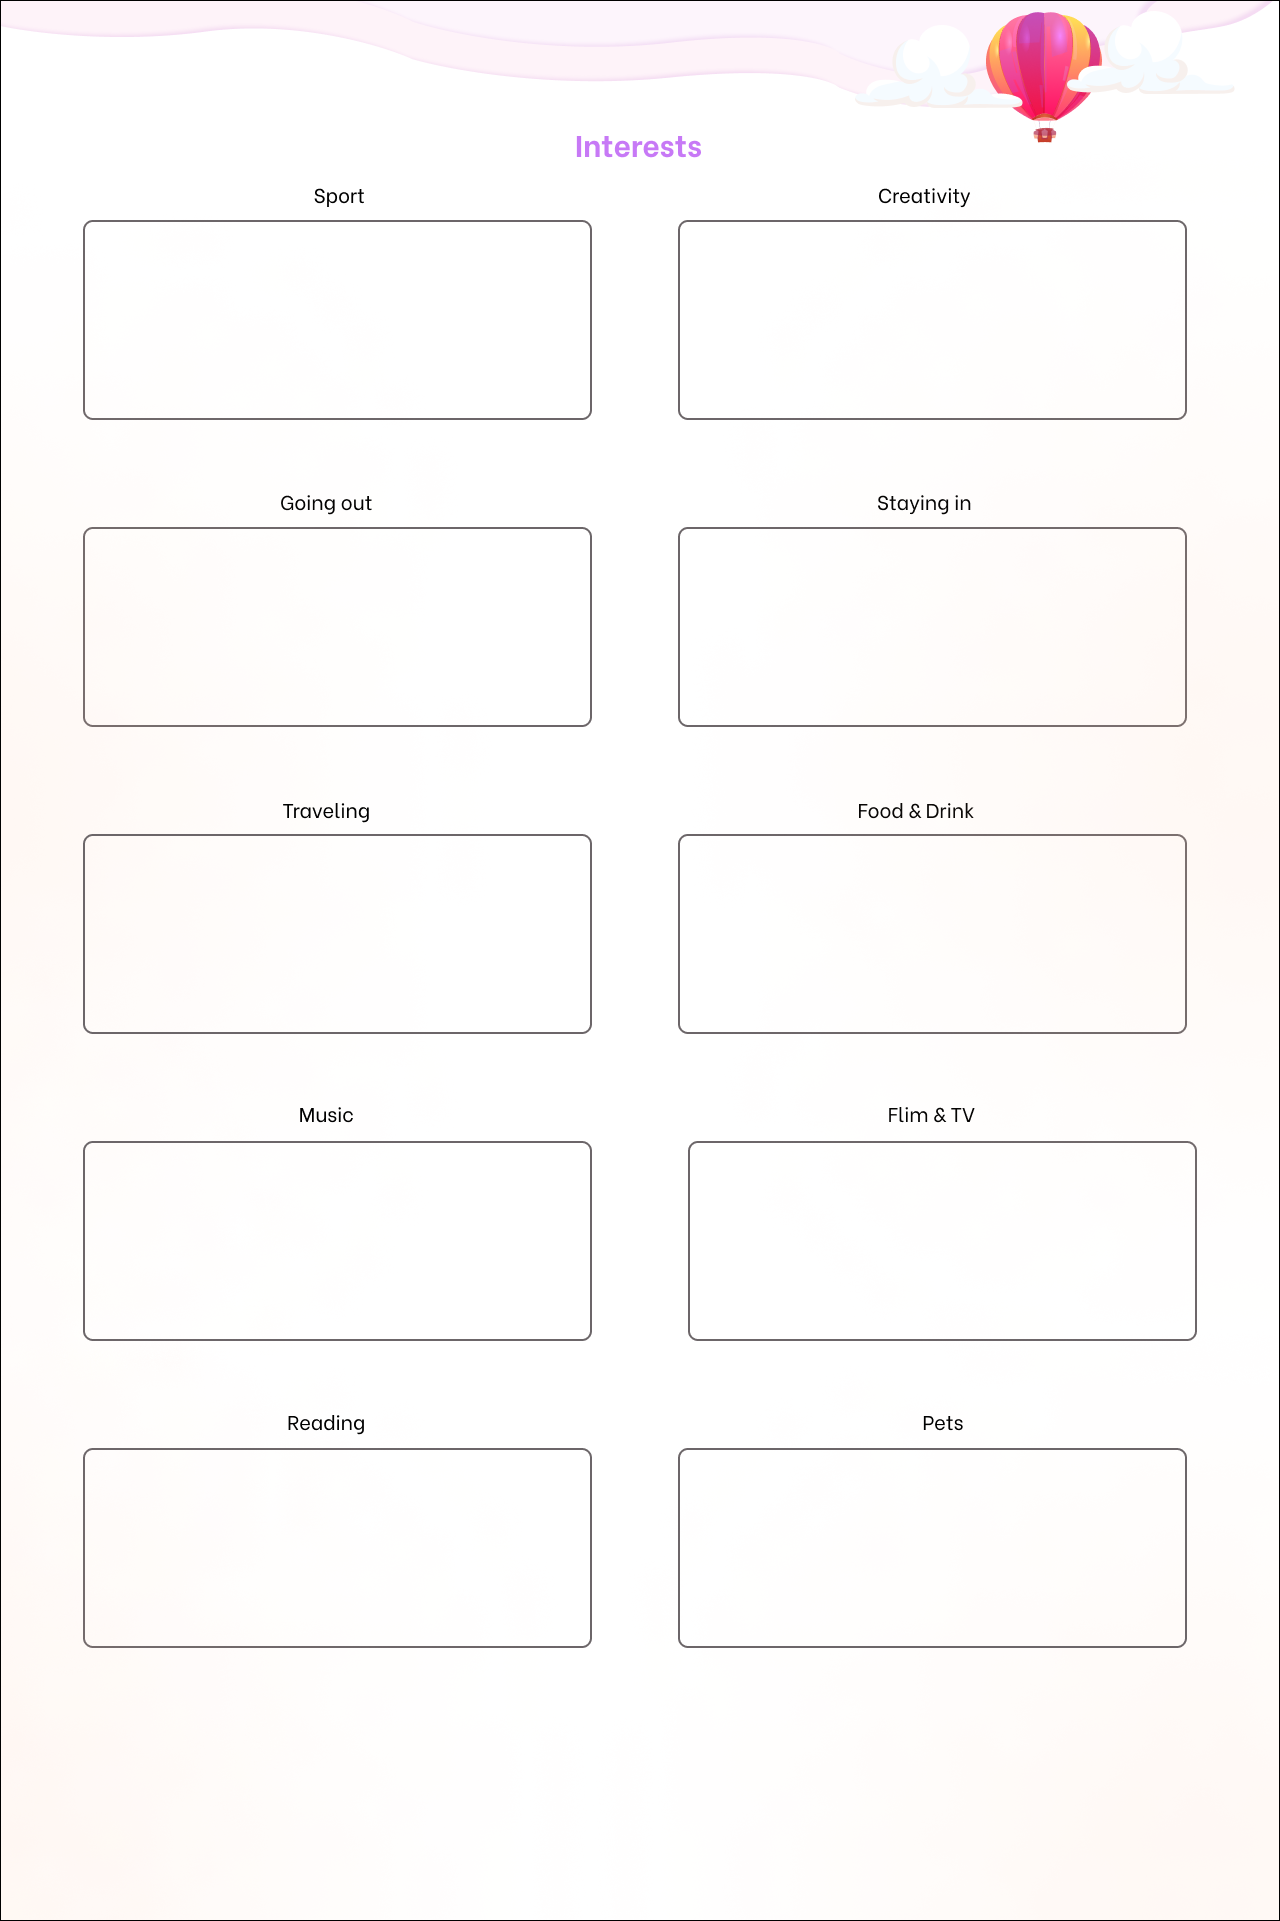 Interests
Sport
Creativity
Going out
Staying in
Traveling
Food & Drink
Music
Flim & TV
Reading
Pets